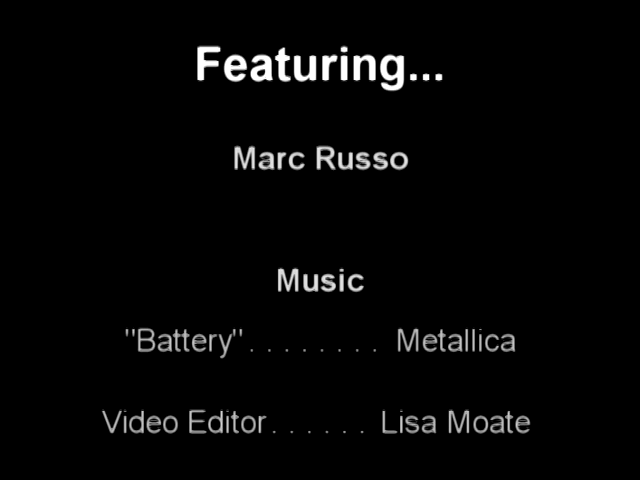 Featuring...
Marc Russo
Music
"Battery" . . . . . . . . Metallica
Video Editor . . . . . . Lisa Moate